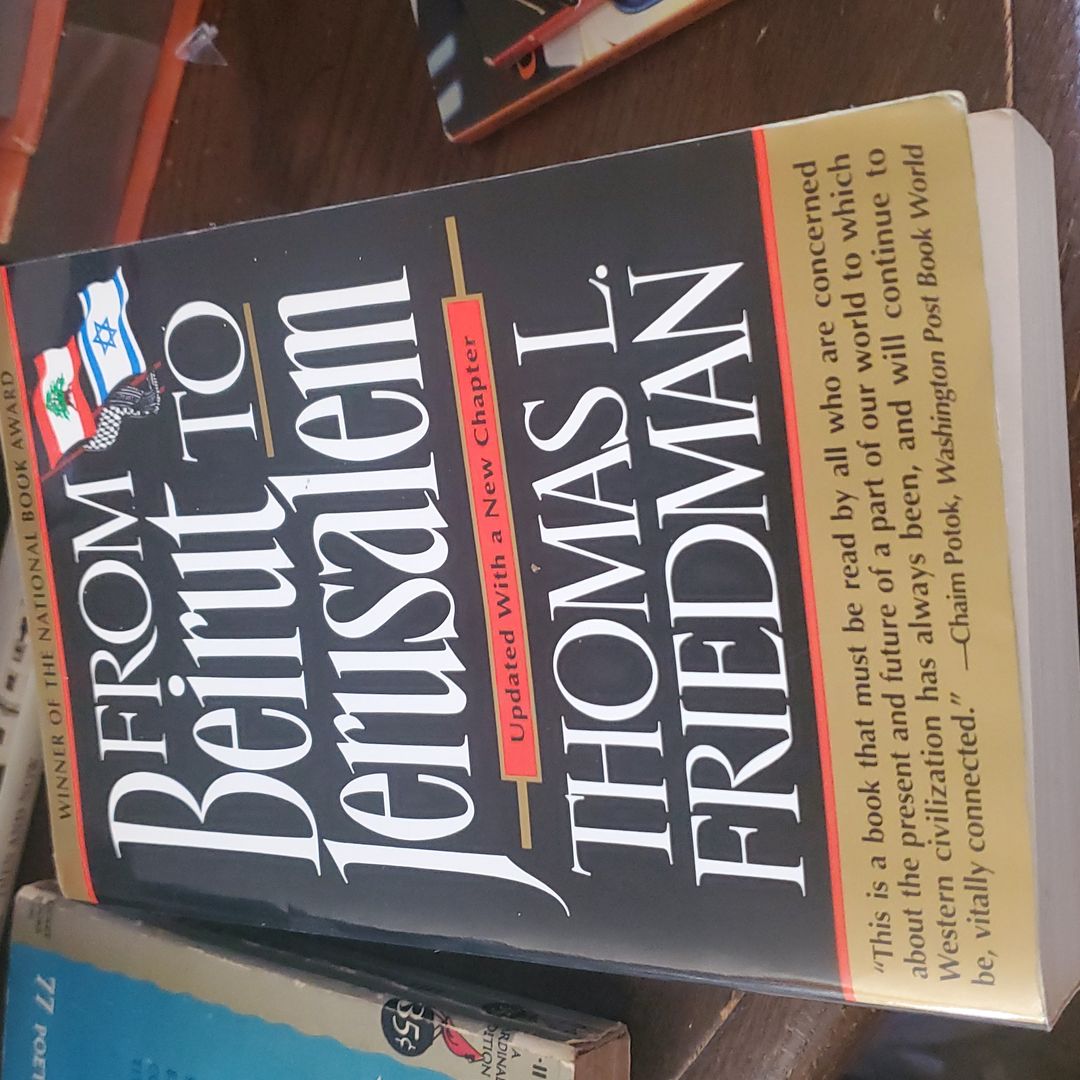 WINNER OF THE NATIONAL BOOK AWARD
FROM
Beirut TO
Jerusalem
Updated With a New Chapter
THOMAS L.
FRIEDMAN
"This is a book that must be read by all who are concerned
about the present and future of a part of our world to which
Western civilization has always been, and will continue to
be, vitally connected." —Chaim Potok, Washington Post Book World
35¢
77